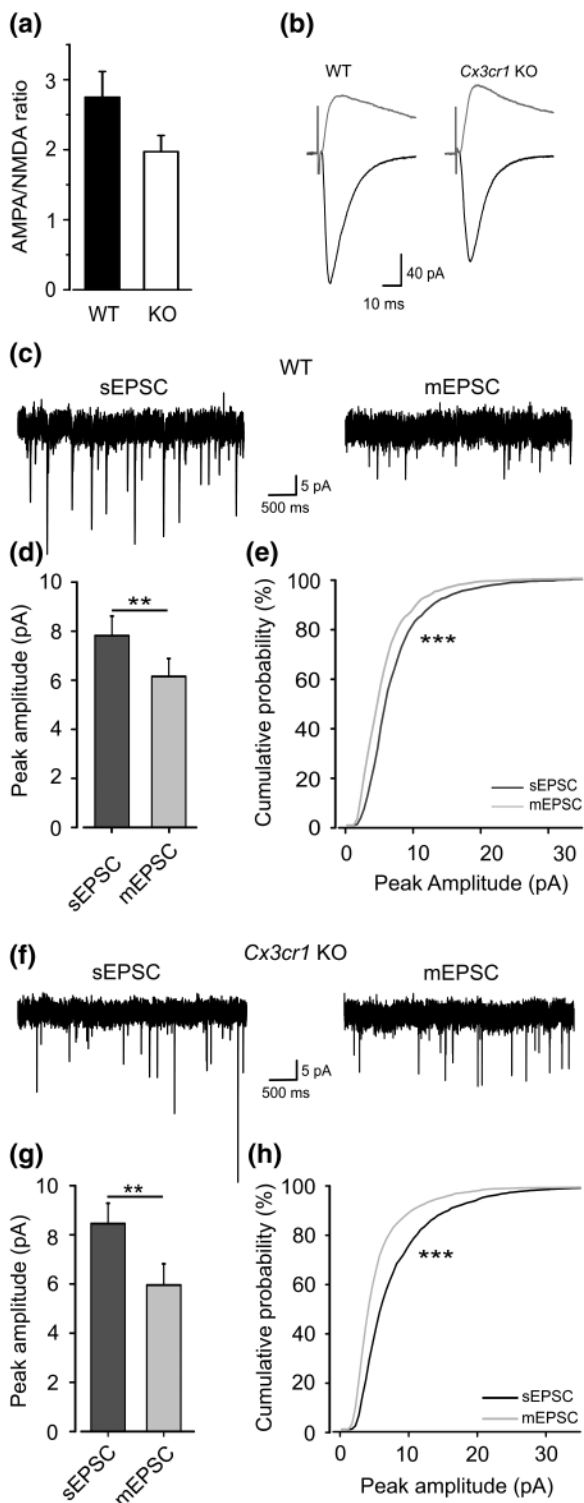 (a)
AMPA/NMDA ratio
3
2
1
0
WT
KO
(b)
WT
Cx3cr1 KO
40 pA
10 ms
(c)
WT
sEPSC
mEPSC
5 pA
500 ms
(d)
Peak amplitude (pA)
10
8
6
4
2
0
**
sEPSC
mEPSC
(e)
Cumulative probability (%)
100
80
60
40
20
0
***
sEPSC
mEPSC
0 10 20 30
Peak Amplitude (pA)
(f)
Cx3cr1 KO
sEPSC
mEPSC
5 pA
500 ms
(g)
Peak amplitude (pA)
10
8
6
4
2
0
**
sEPSC
mEPSC
(h)
Cumulative probability (%)
100
80
60
40
20
0
***
sEPSC
mEPSC
0 10 20 30
Peak amplitude (pA)